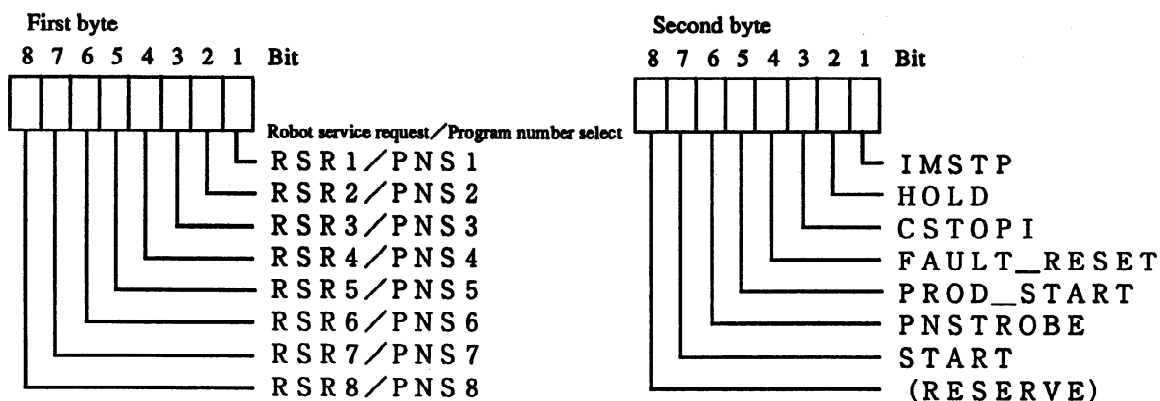 First byte
8 7 6 5 4 3 2 1 Bit
Robot service request／Program number select
RSR1／PNS1
RSR2／PNS2
RSR3／PNS3
RSR4／PNS4
RSR5／PNS5
RSR6／PNS6
RSR7／PNS7
RSR8／PNS8
Second byte
8 7 6 5 4 3 2 1 Bit
IMSTP
HOLD
CSTOPI
FAULT_RESET
PROD_START
PNSTROBE
START
(RESERVE)